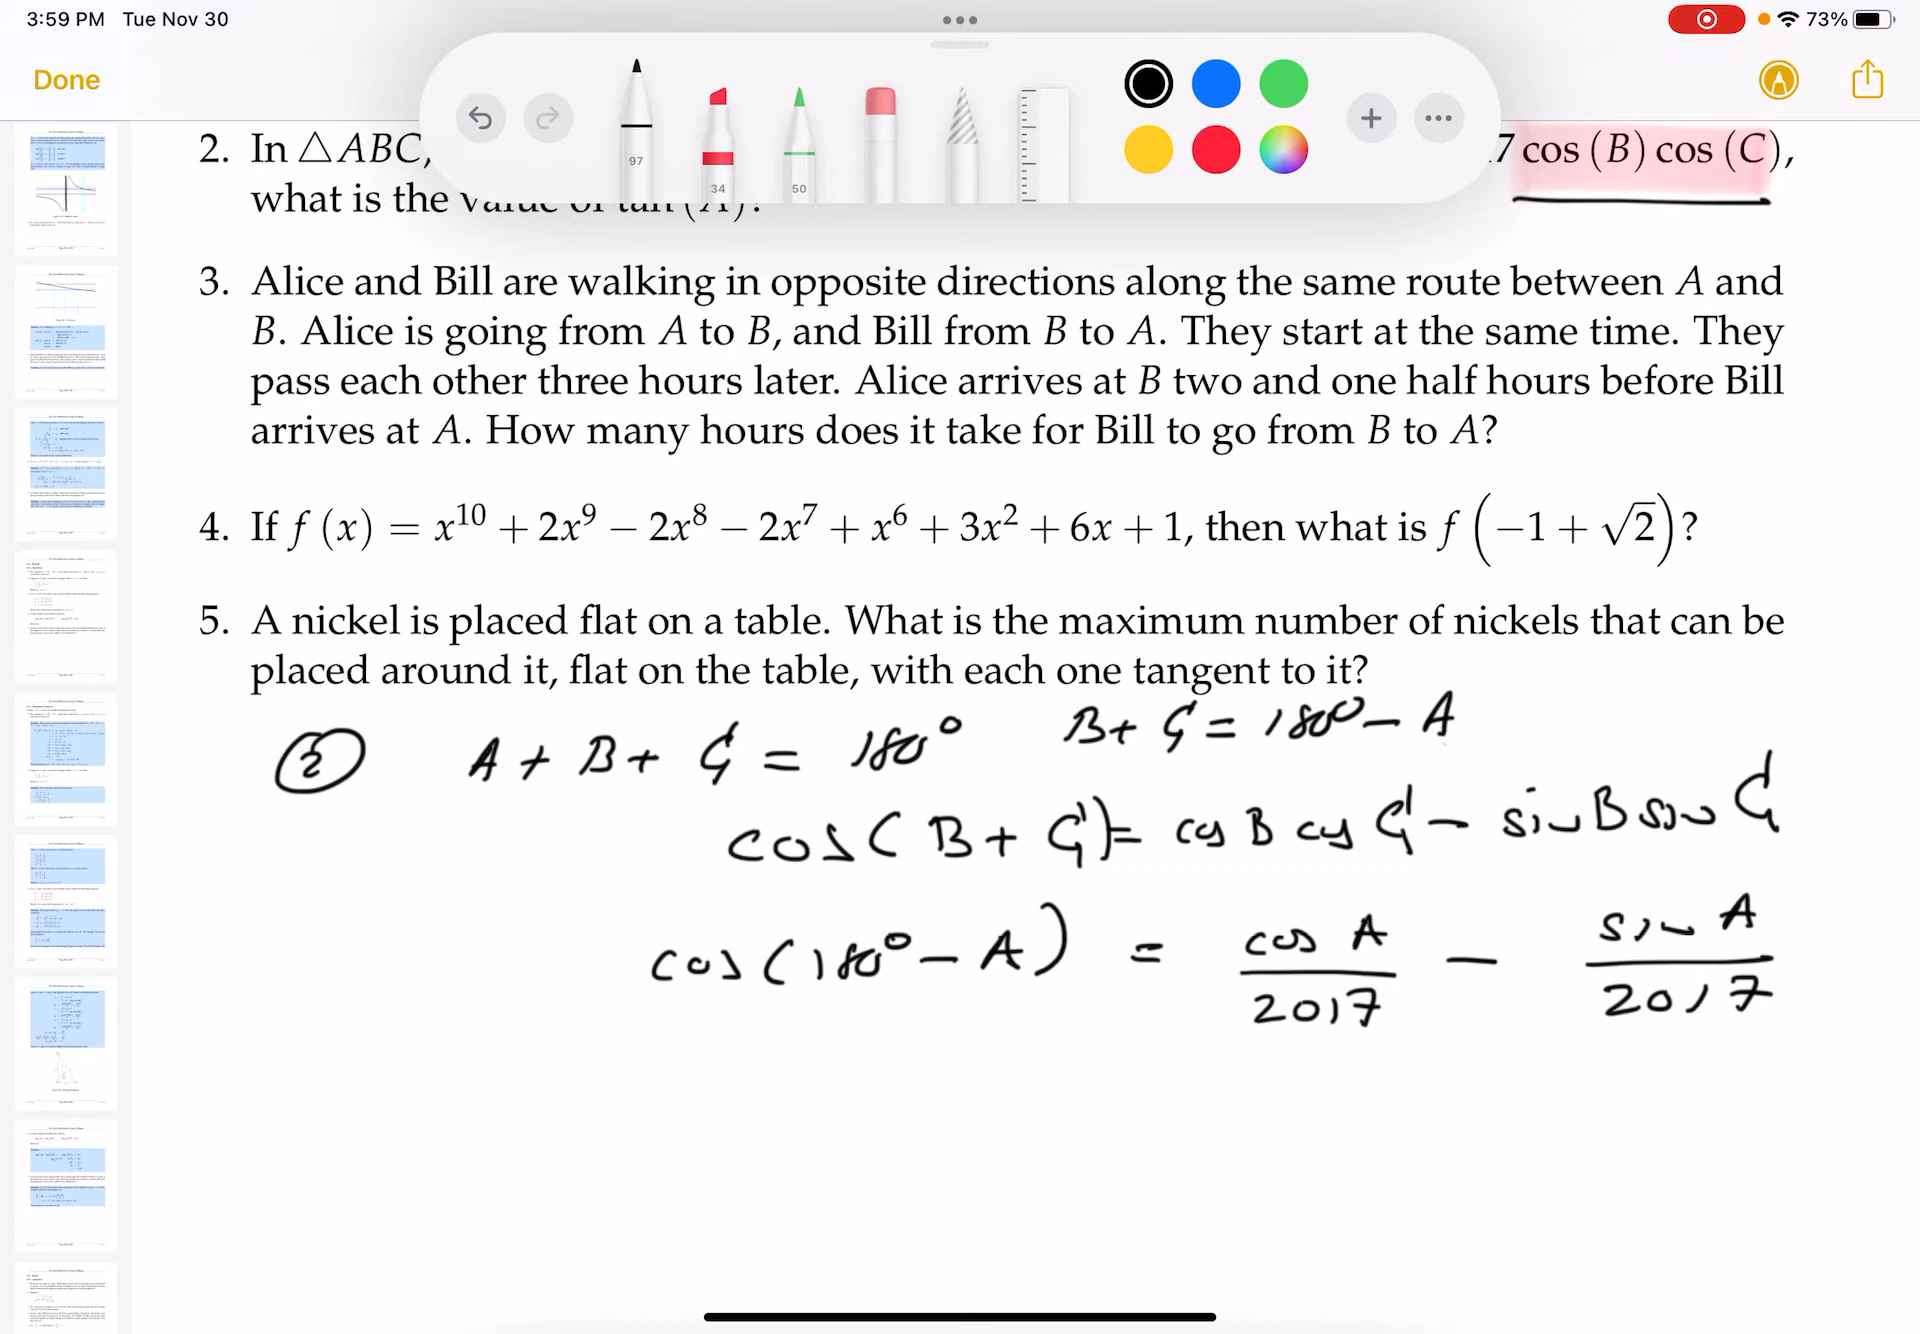 3:59 PM Tue Nov 30
73%
Done
97
34
50
2. In △ABC, 7 cos (B) cos (C),
what is the value of tan (A)?
3. Alice and Bill are walking in opposite directions along the same route between A and
B. Alice is going from A to B, and Bill from B to A. They start at the same time. They
pass each other three hours later. Alice arrives at B two and one half hours before Bill
arrives at A. How many hours does it take for Bill to go from B to A?
4. If f (x) = x¹⁰ + 2x⁹ − 2x⁸ − 2x⁷ + x⁶ + 3x² + 6x + 1, then what is f (−1 + √2)?
5. A nickel is placed flat on a table. What is the maximum number of nickels that can be
placed around it, flat on the table, with each one tangent to it?
② A + B + C = 180° B + C = 180° − A
cos(B + C) = cos B cos C − sin B sin C
cos(180° − A) = cos A / 2017 − sin A / 2017